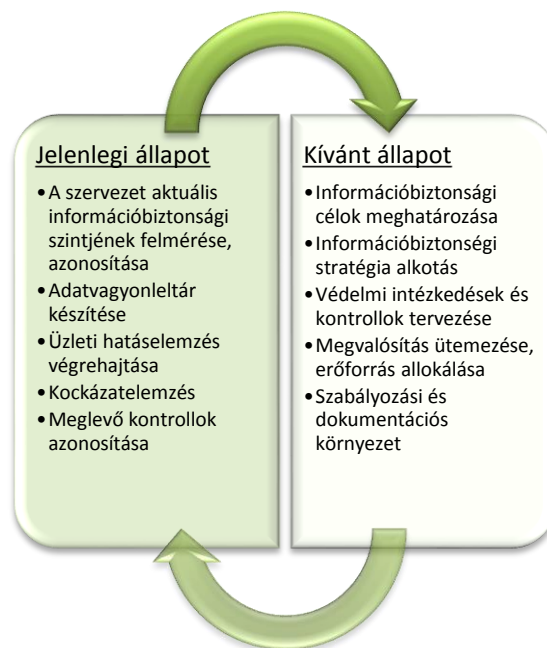 Jelenlegi állapot
•A szervezet aktuális
információbiztonsági
szintjének felmérése,
azonosítása
•Adatvagyonleltár
készítése
•Üzleti hatáselemzés
végrehajtása
•Kockázatelemzés
•Meglevő kontrollok
azonosítása
Kívánt állapot
•Információbiztonsági
célok meghatározása
•Információbiztonségi
stratégia alkotás
•Védelmi intézkedések és
kontrollok tervezése
•Megvalósítás ütemezése,
erőforrás allokálása
•Szabályozási és
dokumentációs
környezet